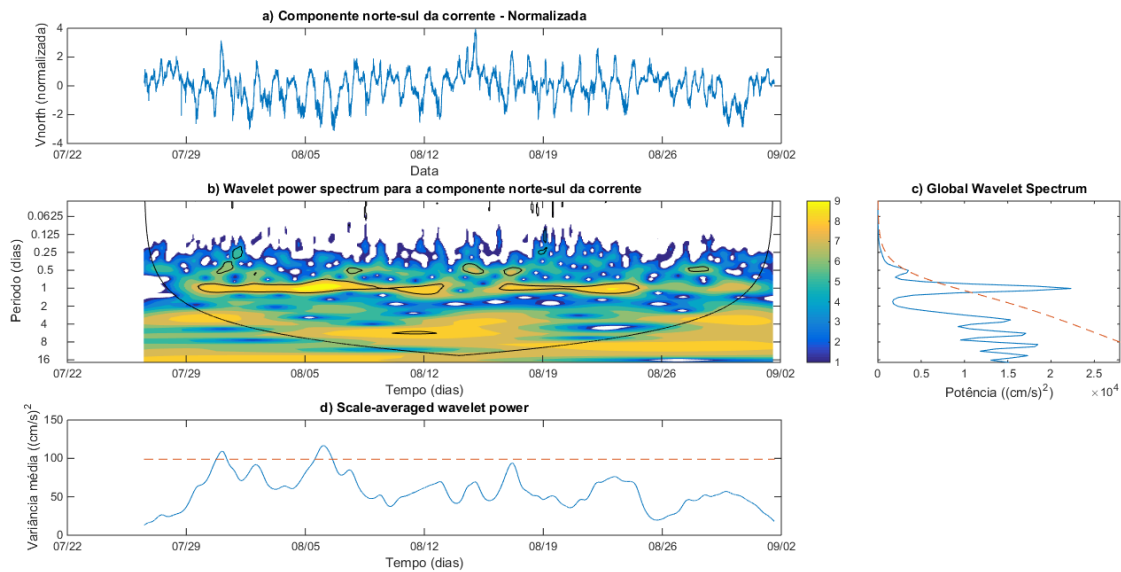 a) Componente norte-sul da corrente - Normalizada
Vnorth (normalizada)
4
2
0
-2
-4
07/22 07/29 08/05 08/12 08/19 08/26 09/02
Data
b) Wavelet power spectrum para a componente norte-sul da corrente
Periodo (dias)
0.0625
0.125
0.25
0.5
1
2
4
8
16
07/22 07/29 08/05 08/12 08/19 08/26 09/02
Tempo (dias)
9
8
7
6
5
4
3
2
1
c) Global Wavelet Spectrum
0 0.5 1 1.5 2 2.5
Potência ((cm/s)²)
×10⁴
d) Scale-averaged wavelet power
Variância média ((cm/s)²
150
100
50
0
07/22 07/29 08/05 08/12 08/19 08/26 09/02
Tempo (dias)